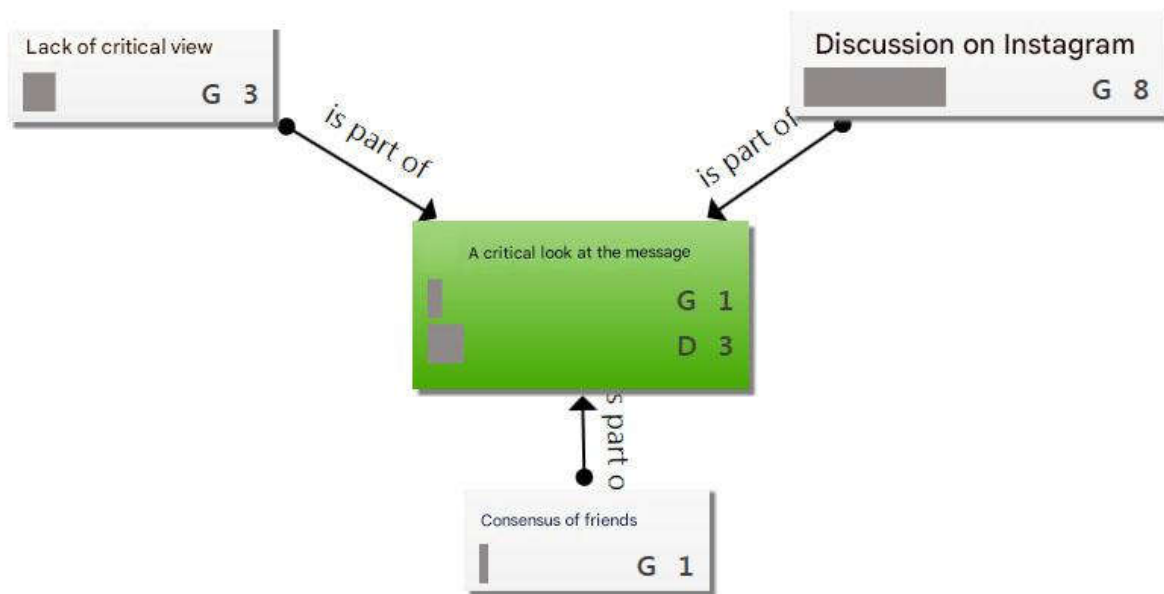 Lack of critical view
G 3
Discussion on Instagram
G 8
is part of
is part of
A critical look at the message
G 1
D 3
s part o
Consensus of friends
G 1